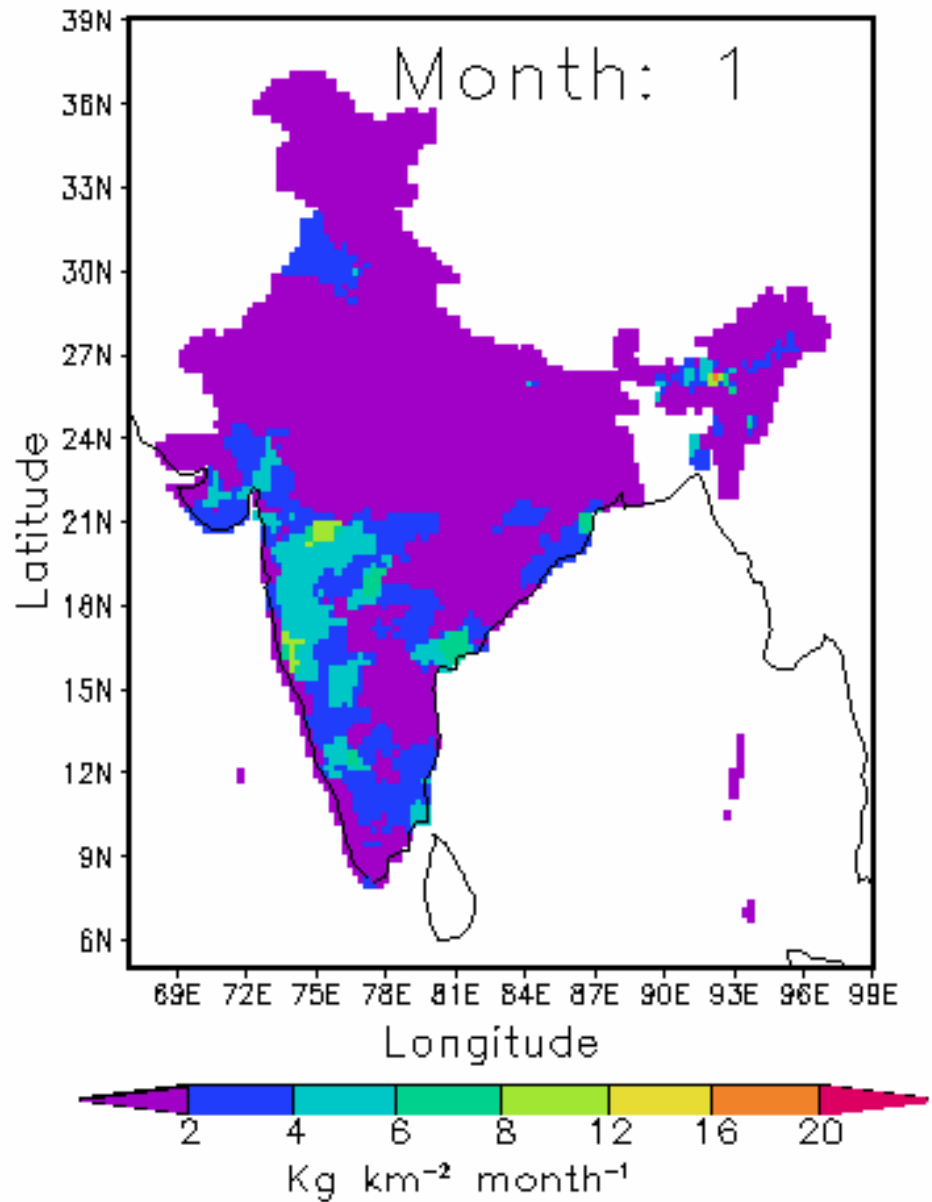 Month: 1
39N
36N
33N
30N
27N
24N
21N
18N
15N
12N
9N
6N
Latitude
69E 72E 75E 78E 81E 84E 87E 90E 93E 96E 99E
Longitude
2 4 6 8 12 16 20
Kg km⁻² month⁻¹